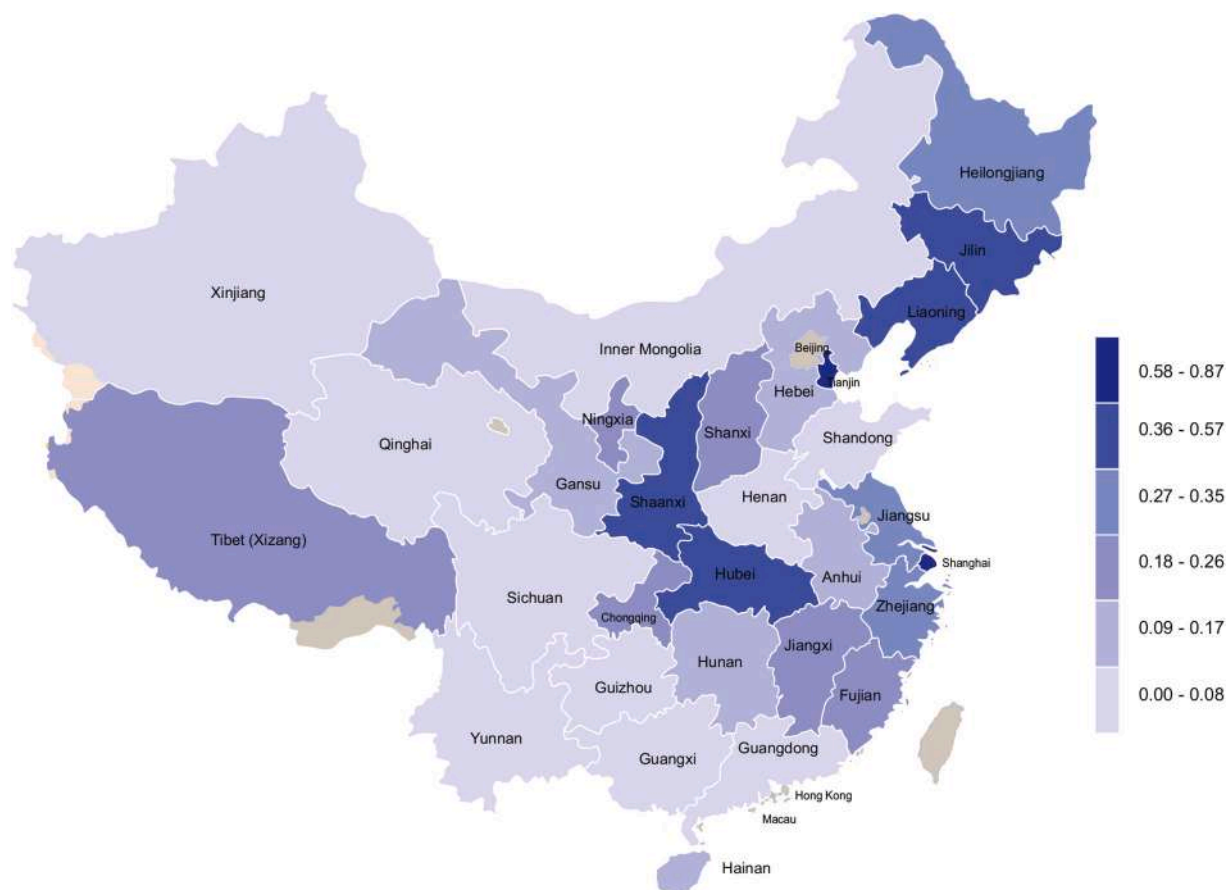 Heilongjiang
Jilin
Xinjiang
Liaoning
Inner Mongolia
Beijing
Tianjin
Hebei
Ningxia
Shanxi
Shandong
Qinghai
Gansu
Henan
Shaanxi
Jiangsu
Tibet (Xizang)
Hubei
Shanghai
Anhui
Sichuan
Zhejiang
Chongqing
Jiangxi
Hunan
Guizhou
Fujian
Yunnan
Guangxi
Guangdong
Hong Kong
Macau
Hainan
0.58 - 0.87
0.36 - 0.57
0.27 - 0.35
0.18 - 0.26
0.09 - 0.17
0.00 - 0.08